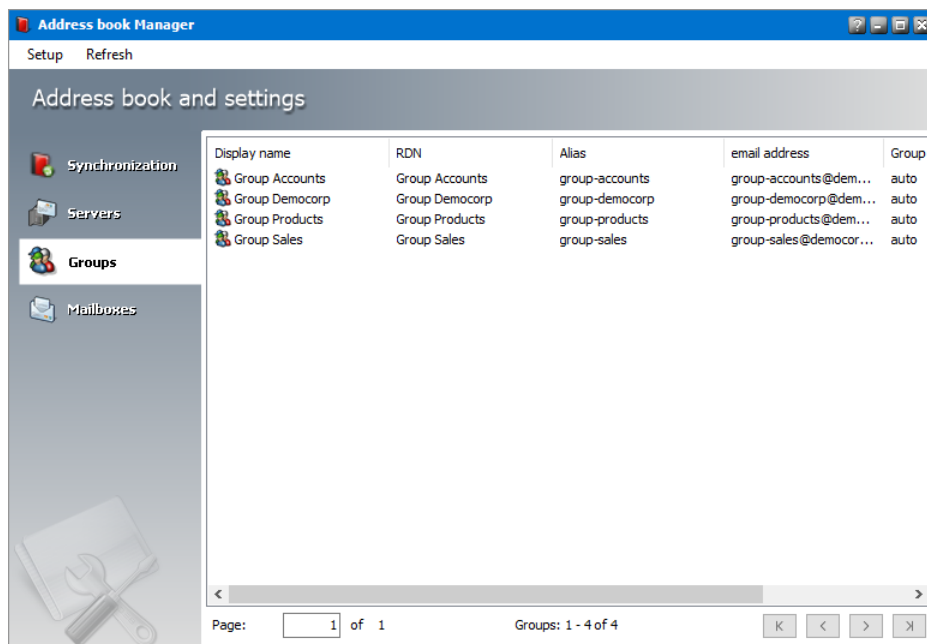 Address book Manager
Setup Refresh
Address book and settings
Synchronization
Servers
Groups
Mailboxes
Display name RDN Alias email address Group
Group Accounts Group Accounts group-accounts group-accounts@dem... auto
Group Democorp Group Democorp group-democorp group-democorp@dem... auto
Group Products Group Products group-products group-products@dem... auto
Group Sales Group Sales group-sales group-sales@democor... auto
Page: 1 of 1 Groups: 1 - 4 of 4